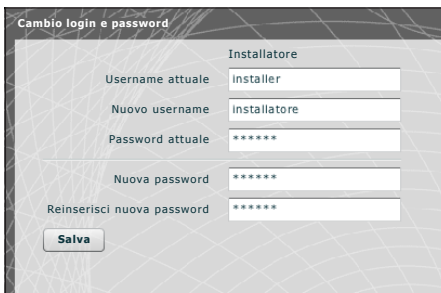 Cambio login e password
Installatore
Username attuale installer
Nuovo username installatore
Password attuale ******
Nuova password ******
Reinserisci nuova password ******
Salva